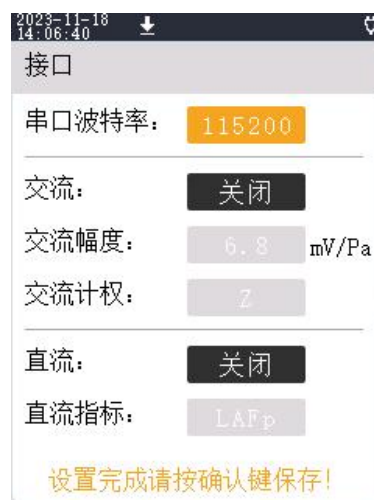 2023-11-18
14:06:40
接口
串口波特率： 115200
交流： 关闭
交流幅度： 6.8 mV/Pa
交流计权： Z
直流： 关闭
直流指标： LAFp
设置完成请按确认键保存！